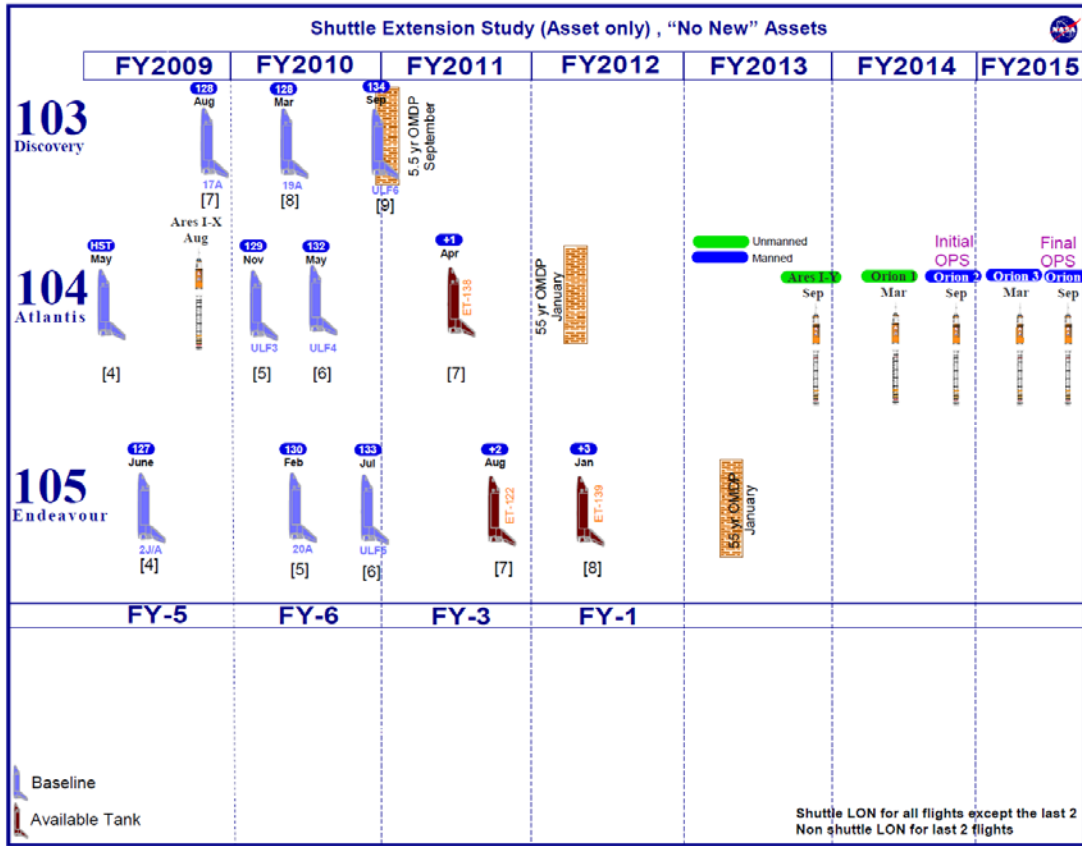 Shuttle Extension Study (Asset only) , “No New” Assets
NASA
FY2009 FY2010 FY2011 FY2012 FY2013 FY2014 FY2015
103
Discovery
128
Aug
17A
[7]
128
Mar
19A
[8]
134
Sep
ULF6
[9]
5.5 yr OMDP
September
Ares I-X
Aug
104
Atlantis
HST
May
[4]
129
Nov
ULF3
[5]
132
May
ULF4
[6]
+1
Apr
ET-138
[7]
55 yr OMDP
January
Unmanned
Manned
Ares I-Y
Sep
Orion 1
Mar
Initial
OPS
Orion 2
Sep
Orion 3
Mar
Final
OPS
Orion
Sep
105
Endeavour
127
June
2J/A
[4]
130
Feb
20A
[5]
133
Jul
ULF5
[6]
+2
Aug
ET-122
[7]
+3
Jan
ET-139
[8]
55 yr OMDP
January
FY-5 FY-6 FY-3 FY-1
Baseline
Available Tank
Shuttle LON for all flights except the last 2
Non shuttle LON for last 2 flights